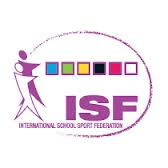 ISF
INTERNATIONAL SCHOOL SPORT FEDERATION